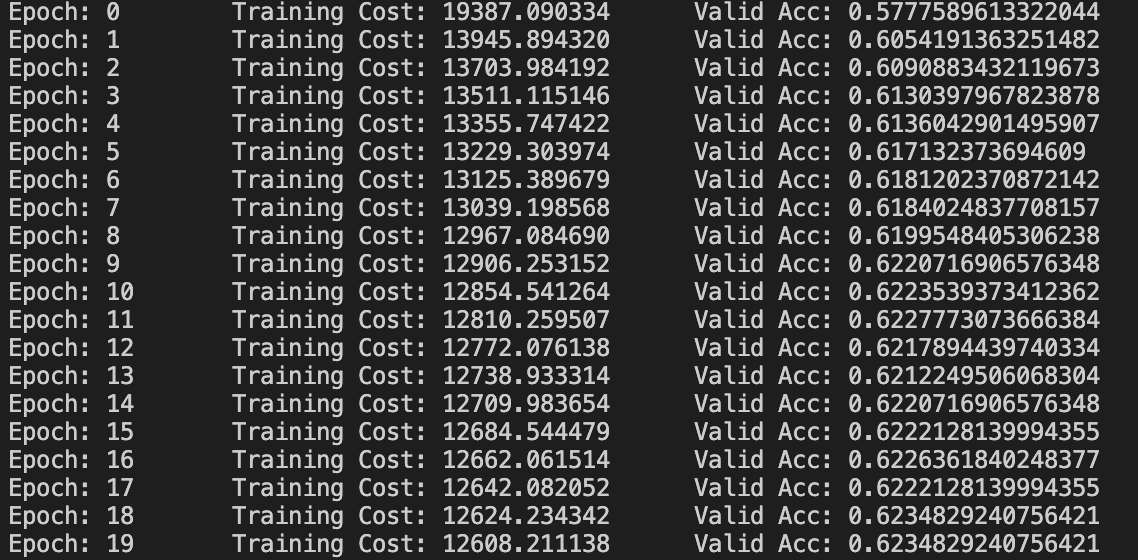 Epoch: 0 Training Cost: 19387.090334 Valid Acc: 0.5777589613322044
Epoch: 1 Training Cost: 13945.894320 Valid Acc: 0.6054191363251482
Epoch: 2 Training Cost: 13703.984192 Valid Acc: 0.6090883432119673
Epoch: 3 Training Cost: 13511.115146 Valid Acc: 0.6130397967823878
Epoch: 4 Training Cost: 13355.747422 Valid Acc: 0.6136042901495907
Epoch: 5 Training Cost: 13229.303974 Valid Acc: 0.617132373694609
Epoch: 6 Training Cost: 13125.389679 Valid Acc: 0.6181202370872142
Epoch: 7 Training Cost: 13039.198568 Valid Acc: 0.6184024837708157
Epoch: 8 Training Cost: 12967.084690 Valid Acc: 0.6199548405306238
Epoch: 9 Training Cost: 12906.253152 Valid Acc: 0.6220716906576348
Epoch: 10 Training Cost: 12854.541264 Valid Acc: 0.6223539373412362
Epoch: 11 Training Cost: 12810.259507 Valid Acc: 0.6227773073666384
Epoch: 12 Training Cost: 12772.076138 Valid Acc: 0.6217894439740334
Epoch: 13 Training Cost: 12738.933314 Valid Acc: 0.6212249506068304
Epoch: 14 Training Cost: 12709.983654 Valid Acc: 0.6220716906576348
Epoch: 15 Training Cost: 12684.544479 Valid Acc: 0.6222128139994355
Epoch: 16 Training Cost: 12662.061514 Valid Acc: 0.6226361840248377
Epoch: 17 Training Cost: 12642.082052 Valid Acc: 0.6222128139994355
Epoch: 18 Training Cost: 12624.234342 Valid Acc: 0.6234829240756421
Epoch: 19 Training Cost: 12608.211138 Valid Acc: 0.6234829240756421